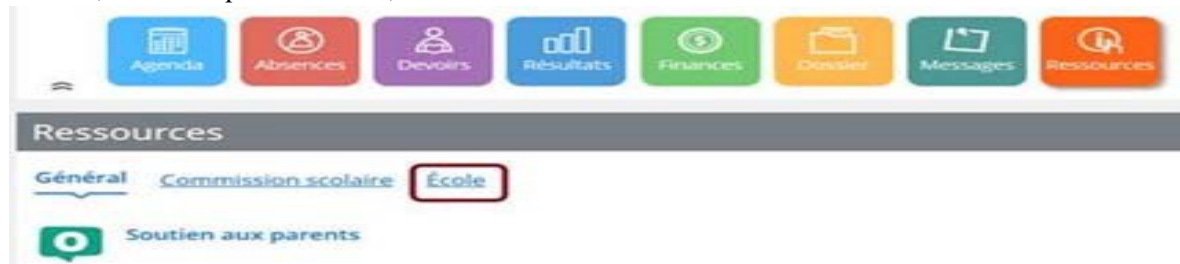 Agenda Absences Devoirs Résultats Finances Dossier Messages Ressources
Ressources
Général Commission scolaire École
Soutien aux parents